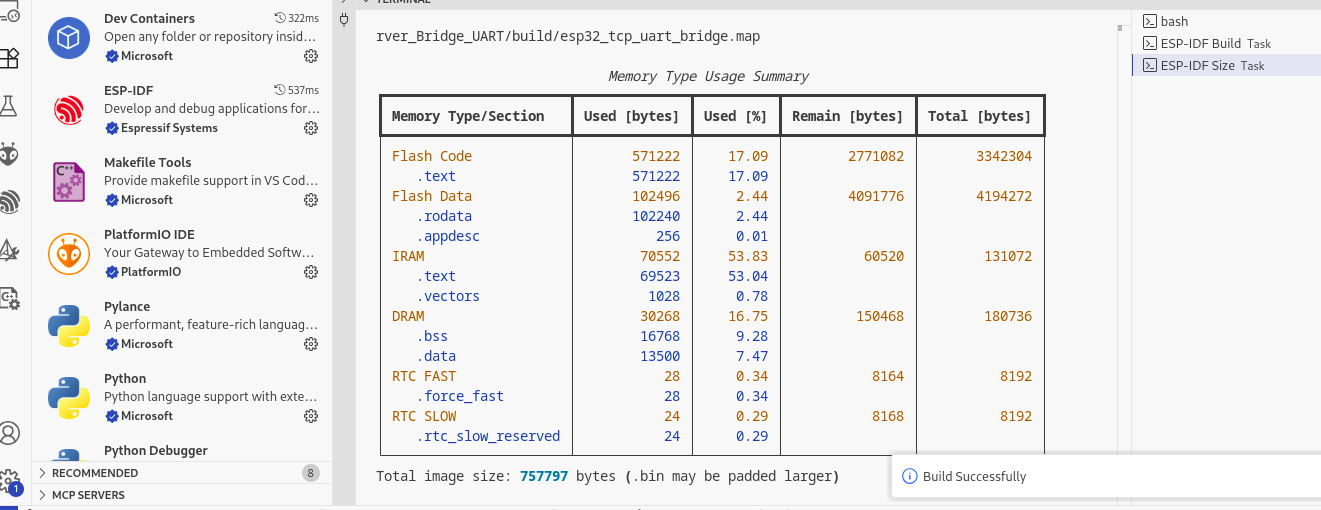 TERMINAL
Dev Containers 322ms
Open any folder or repository insid...
Microsoft
ESP-IDF 537ms
Develop and debug applications for...
Espressif Systems
Makefile Tools
Provide makefile support in VS Cod...
Microsoft
PlatformIO IDE
Your Gateway to Embedded Softw...
PlatformIO
Pylance
A performant, feature-rich languag...
Microsoft
Python
Python language support with exte...
Microsoft
Python Debugger
RECOMMENDED 8
MCP SERVERS
1
rver_Bridge_UART/build/esp32_tcp_uart_bridge.map
Memory Type Usage Summary
Memory Type/Section Used [bytes] Used [%] Remain [bytes] Total [bytes]
Flash Code 571222 17.09 2771082 3342304
.text 571222 17.09
Flash Data 102496 2.44 4091776 4194272
.rodata 102240 2.44
.appdesc 256 0.01
IRAM 70552 53.83 60520 131072
.text 69523 53.04
.vectors 1028 0.78
DRAM 30268 16.75 150468 180736
.bss 16768 9.28
.data 13500 7.47
RTC FAST 28 0.34 8164 8192
.force_fast 28 0.34
RTC SLOW 24 0.29 8168 8192
.rtc_slow_reserved 24 0.29
Total image size: 757797 bytes (.bin may be padded larger)
bash
ESP-IDF Build Task
ESP-IDF Size Task
Build Successfully